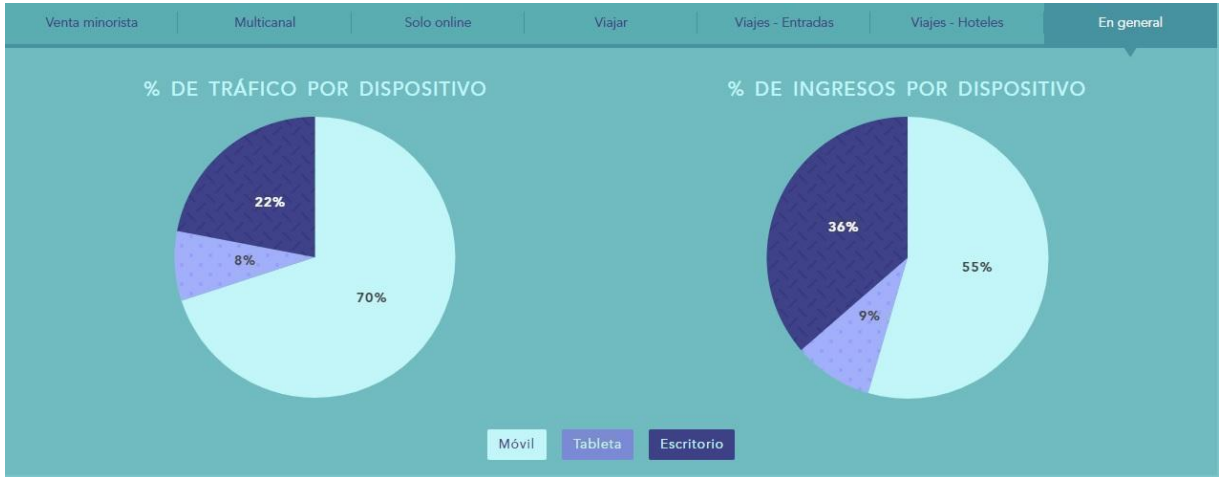 Venta minorista
Multicanal
Solo online
Viajar
Viajes - Entradas
Viajes - Hoteles
En general
% DE TRÁFICO POR DISPOSITIVO
22%
8%
70%
% DE INGRESOS POR DISPOSITIVO
36%
55%
9%
Móvil
Tableta
Escritorio